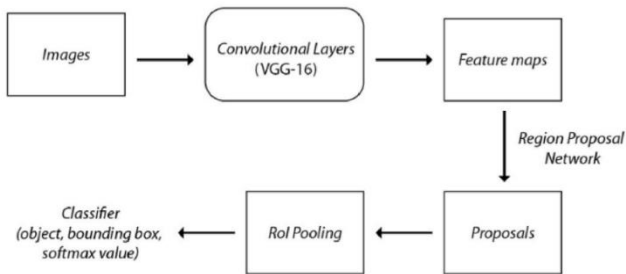 Images
Convolutional Layers
(VGG-16)
Feature maps
Region Proposal
Network
Proposals
RoI Pooling
Classifier
(object, bounding box,
softmax value)